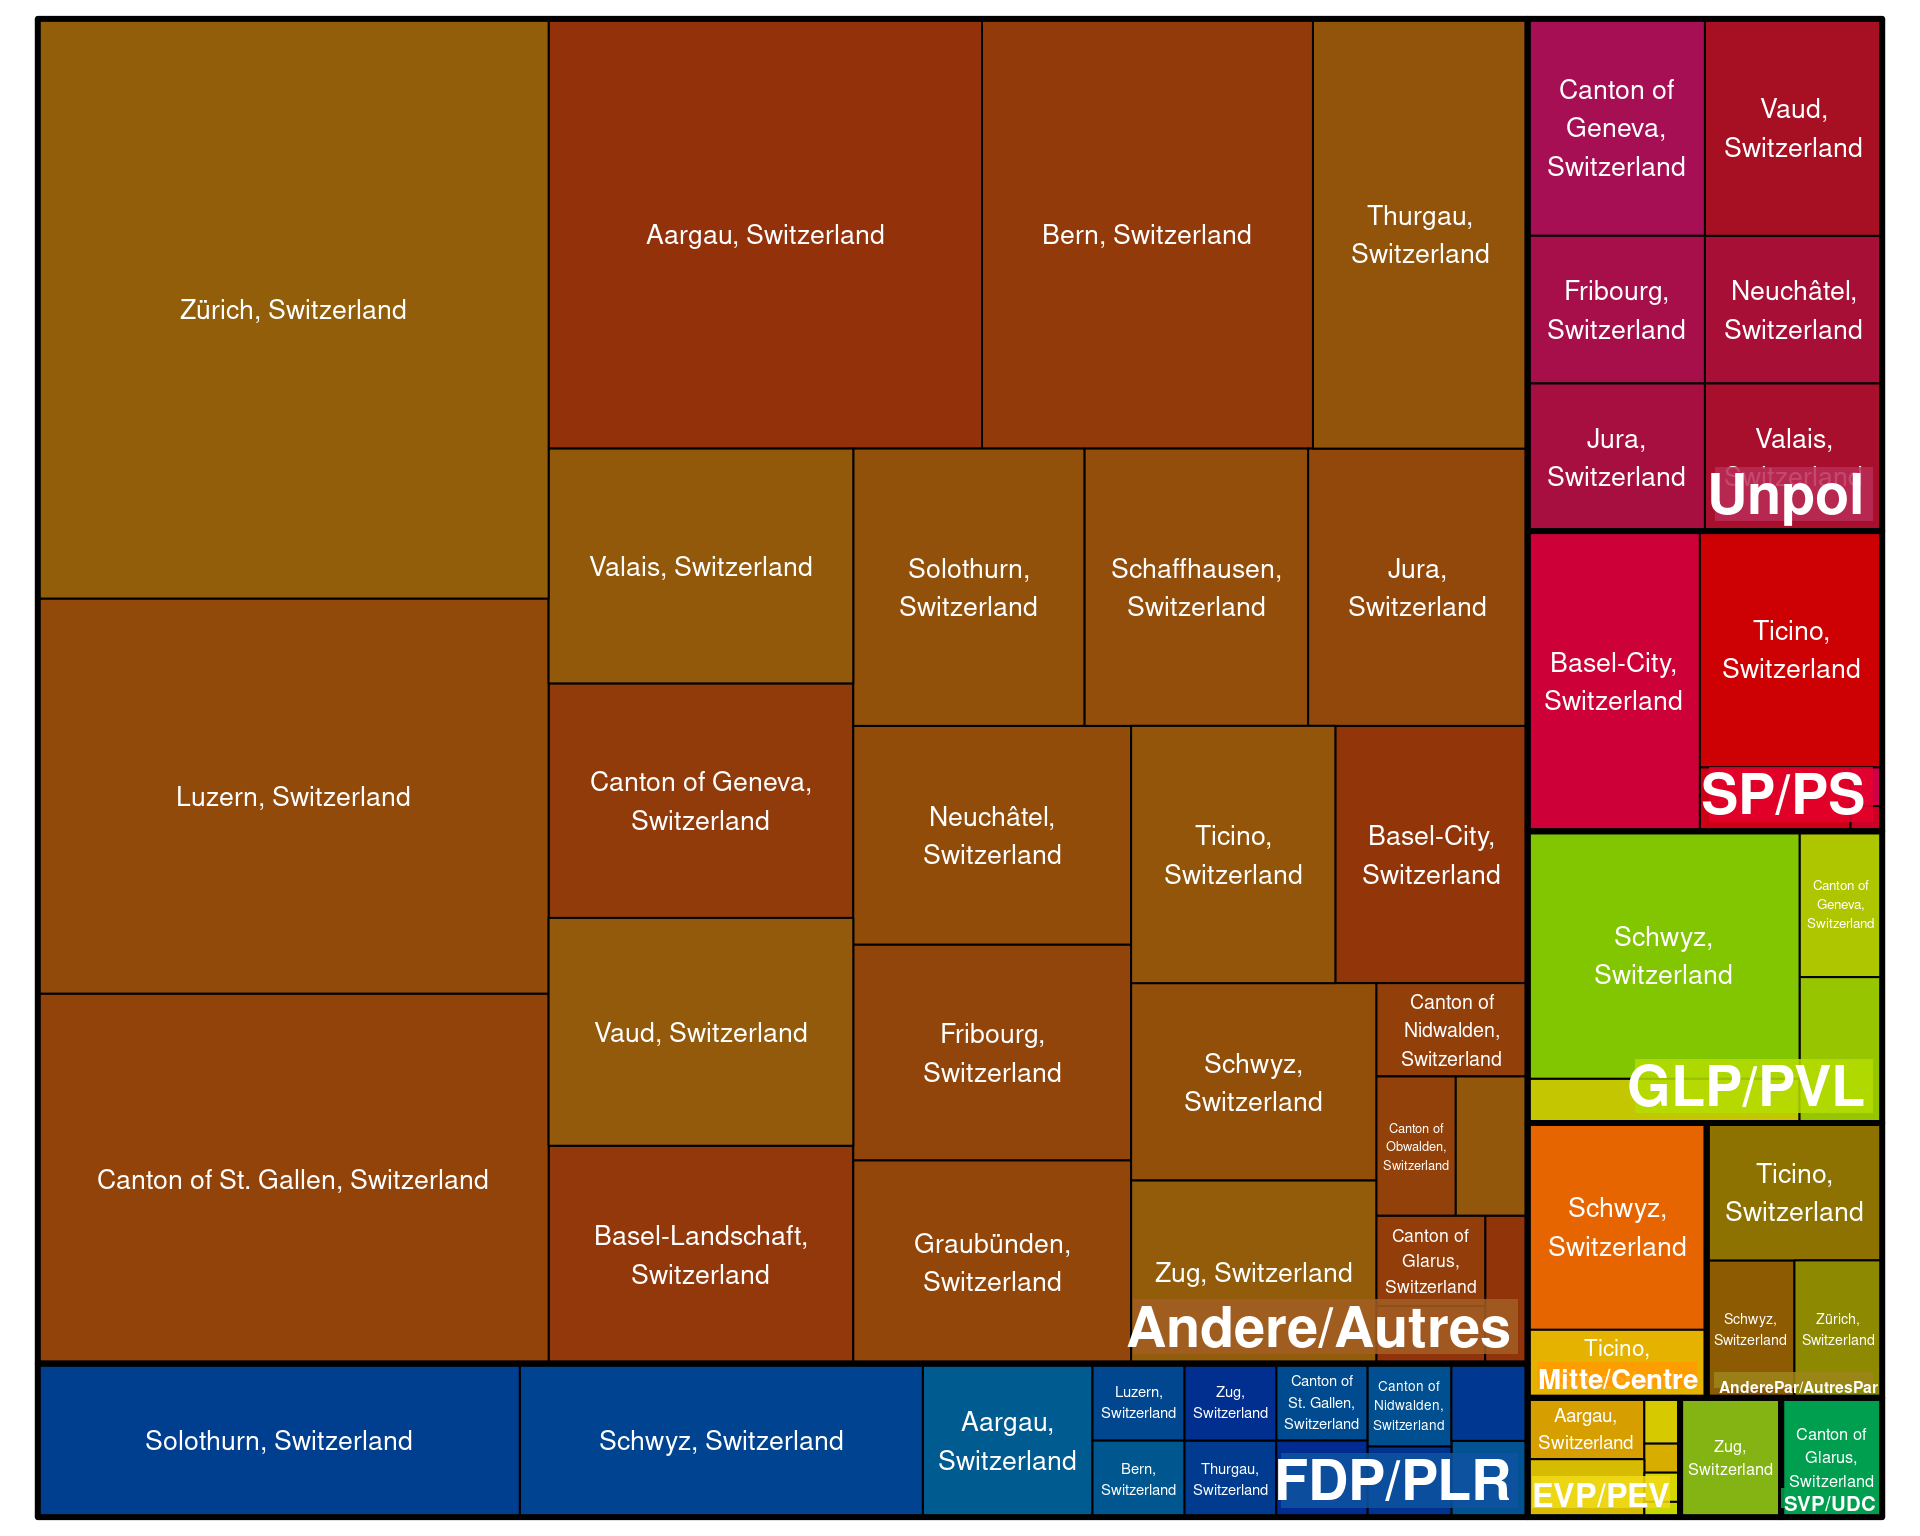 Zürich, Switzerland
Luzern, Switzerland
Canton of St. Gallen, Switzerland
Aargau, Switzerland
Bern, Switzerland
Thurgau,
Switzerland
Valais, Switzerland
Canton of Geneva,
Switzerland
Vaud, Switzerland
Basel-Landschaft,
Switzerland
Solothurn,
Switzerland
Schaffhausen,
Switzerland
Jura,
Switzerland
Neuchâtel,
Switzerland
Fribourg,
Switzerland
Graubünden,
Switzerland
Ticino,
Switzerland
Basel-City,
Switzerland
Schwyz,
Switzerland
Zug, Switzerland
Canton of
Nidwalden,
Switzerland
Canton of
Obwalden,
Switzerland
Canton of
Glarus,
Switzerland
Andere/Autres
Solothurn, Switzerland
Schwyz, Switzerland
Aargau,
Switzerland
Luzern,
Switzerland
Bern,
Switzerland
Zug,
Switzerland
Thurgau,
Switzerland
Canton of
St. Gallen,
Switzerland
Canton of
Nidwalden,
Switzerland
FDP/PLR
Canton of
Geneva,
Switzerland
Vaud,
Switzerland
Fribourg,
Switzerland
Neuchâtel,
Switzerland
Jura,
Switzerland
Valais,
Switzerland
Unpol
Basel-City,
Switzerland
Ticino,
Switzerland
SP/PS
Schwyz,
Switzerland
Canton of
Geneva,
Switzerland
GLP/PVL
Schwyz,
Switzerland
Ticino,
Mitte/Centre
Ticino,
Switzerland
Schwyz,
Switzerland
Zürich,
Switzerland
AnderePar/AutresPar
Aargau,
Switzerland
EVP/PEV
Zug,
Switzerland
Canton of
Glarus,
Switzerland
SVP/UDC